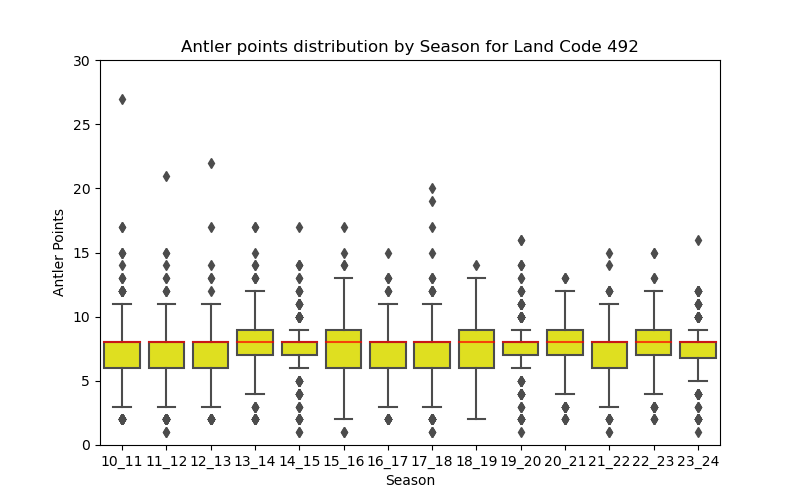 Antler points distribution by Season for Land Code 492
30
25
20
15
10
5
0
Antler Points
10_11 11_12 12_13 13_14 14_15 15_16 16_17 17_18 18_19 19_20 20_21 21_22 22_23 23_24
Season